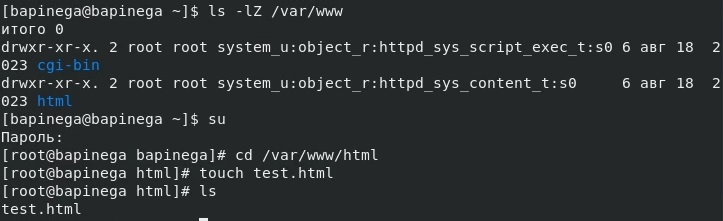 [bapinega@bapinega ~]$ ls -lZ /var/www
итого 0
drwxr-xr-x. 2 root root system_u:object_r:httpd_sys_script_exec_t:s0 6 авг 18  2
023 cgi-bin
drwxr-xr-x. 2 root root system_u:object_r:httpd_sys_content_t:s0     6 авг 18  2
023 html
[bapinega@bapinega ~]$ su
Пароль:
[root@bapinega bapinega]# cd /var/www/html
[root@bapinega html]# touch test.html
[root@bapinega html]# ls
test.html